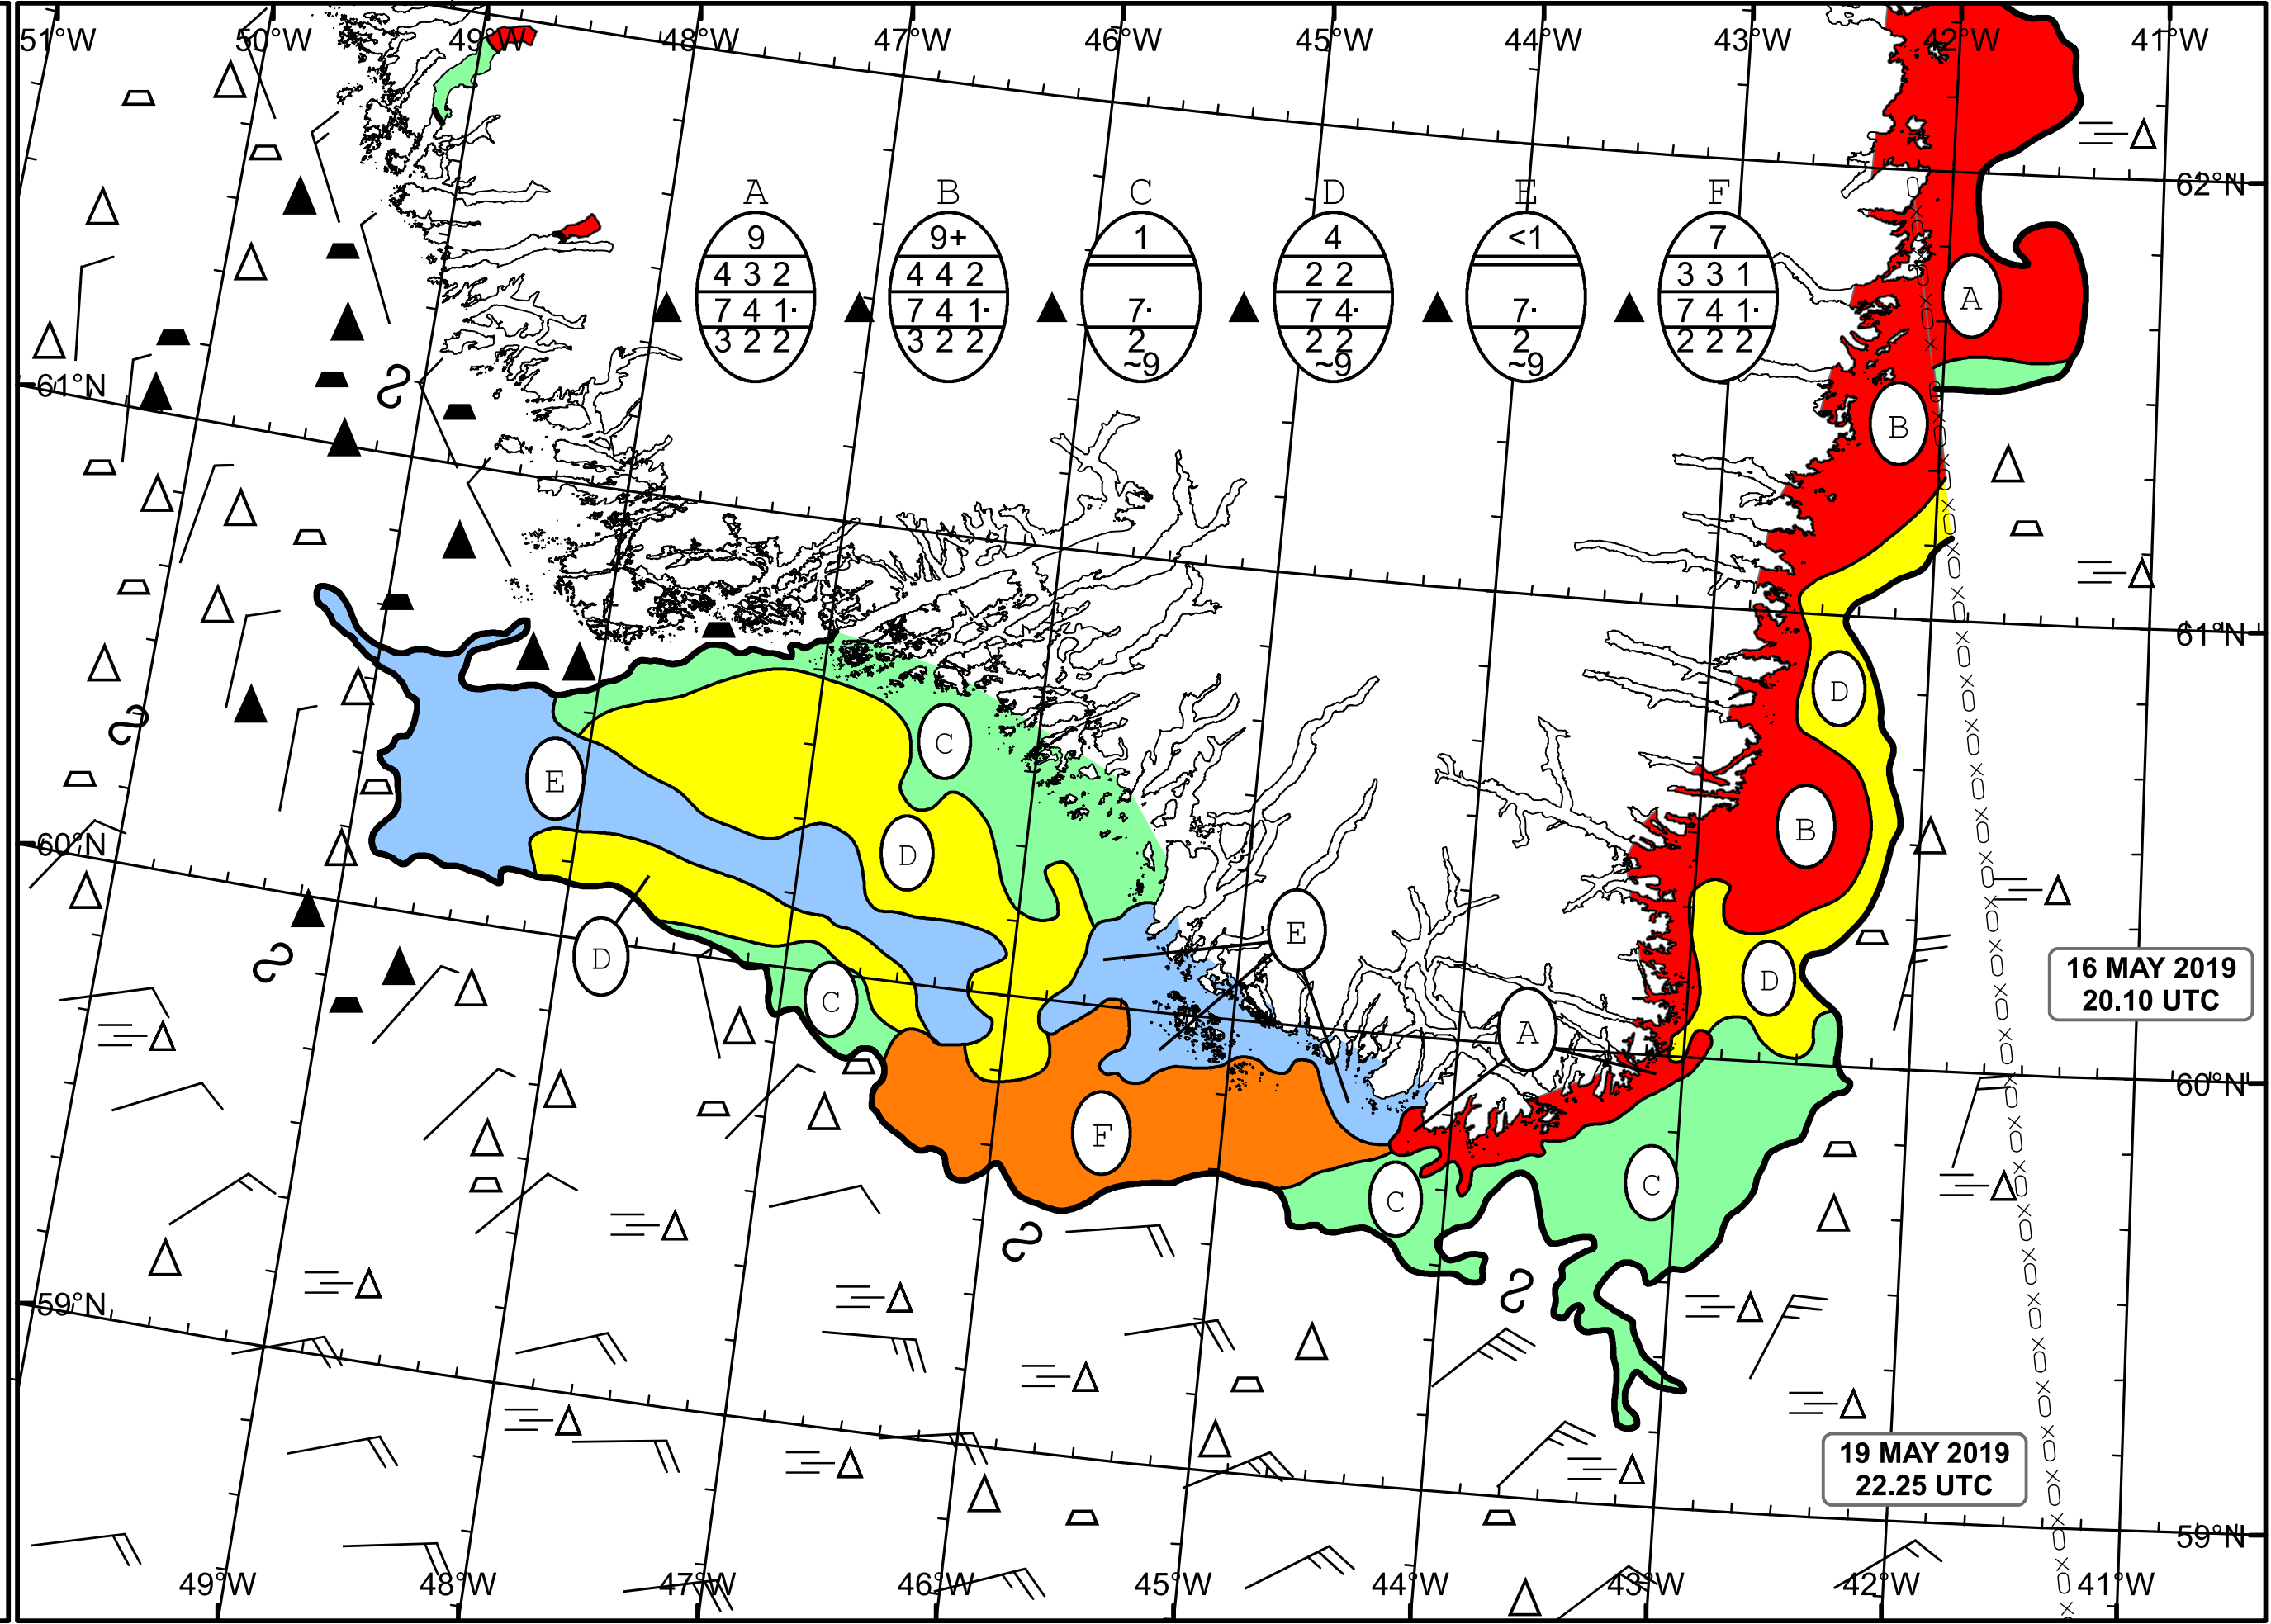 51°W 50°W 49°W 48°W 47°W 46°W 45°W 44°W 43°W 42°W 41°W
62°N
A B C D E F
9 9+ 1 4 <1 7
4 3 2 4 4 2 2 2 3 3 1
7 4 1· 7 4 1· 7· 7 4· 7· 7 4 1·
3 2 2 3 2 2 2 2 2 2 2 2 2
~9 ~9 ~9
A
61°N
B
61°N
D
C
E
B
60°N
D
E
D
D
16 MAY 2019
20.10 UTC
C
A
60°N
F
C
C
59°N
19 MAY 2019
22.25 UTC
59°N
49°W 48°W 47°W 46°W 45°W 44°W 43°W 42°W 41°W